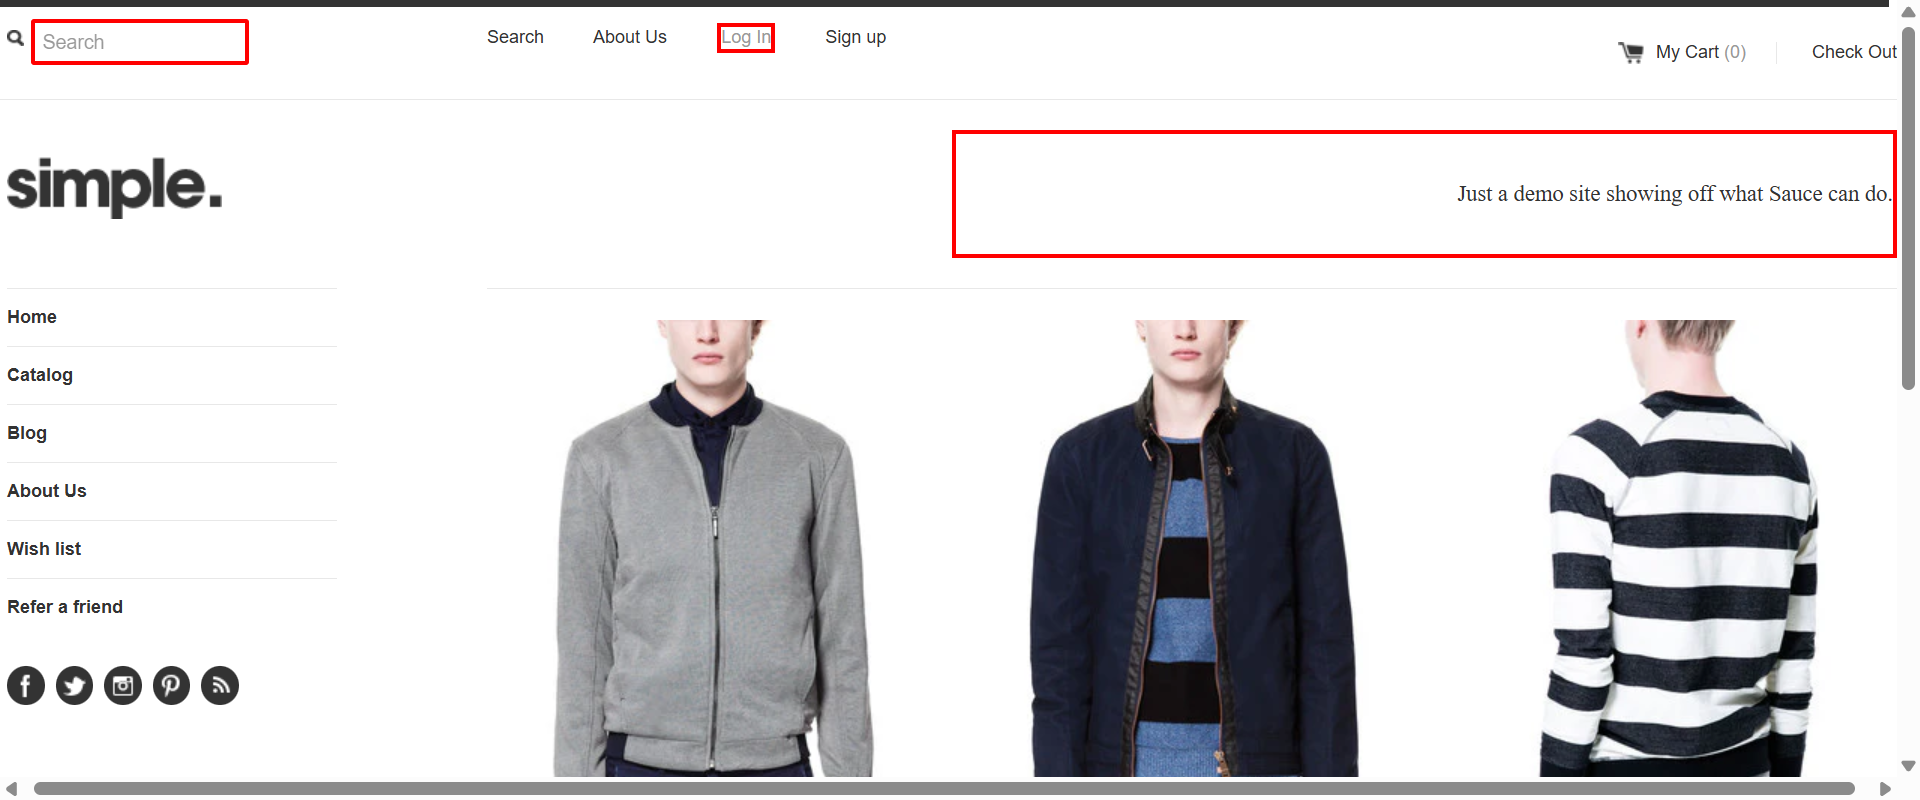 Search
Search
About Us
Log In
Sign up
My Cart (0)
Check Out
simple.
Just a demo site showing off what Sauce can do.
Home
Catalog
Blog
About Us
Wish list
Refer a friend